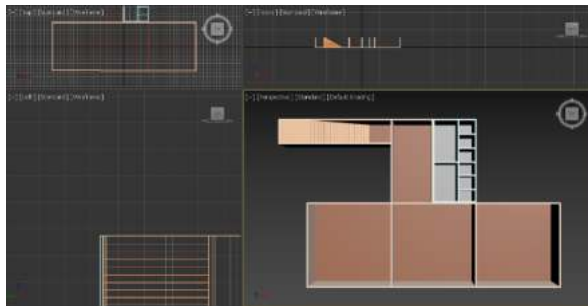 [+] [Top] [Standard] [Wireframe]
[+] [Front] [Standard] [Wireframe]
[+] [Left] [Standard] [Wireframe]
[+] [Perspective] [Standard] [Default Shading]